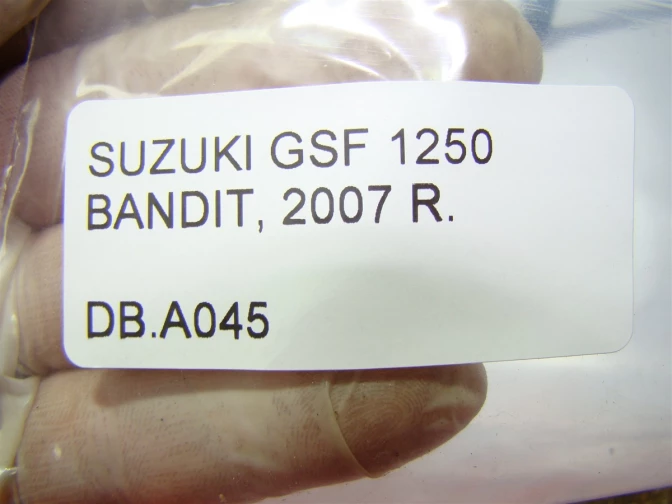 SUZUKI GSF 1250
BANDIT, 2007 R.
DB.A045